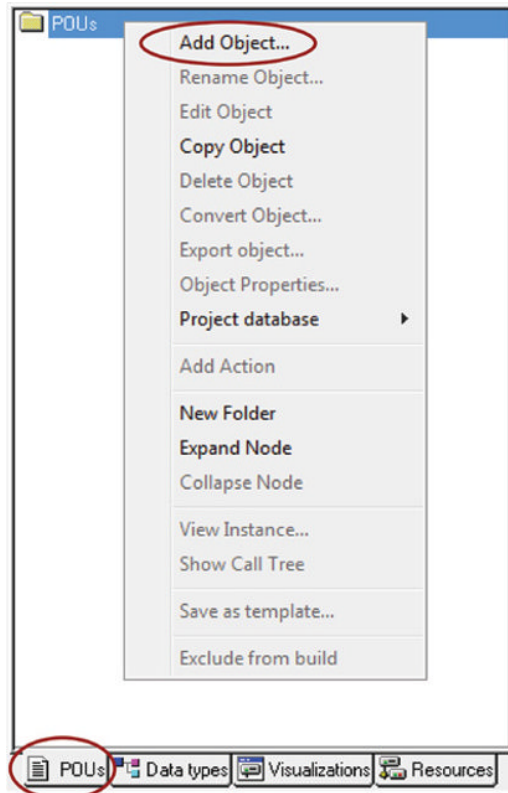 POUs
Add Object...
Rename Object...
Edit Object
Copy Object
Delete Object
Convert Object...
Export object...
Object Properties...
Project database
Add Action
New Folder
Expand Node
Collapse Node
View Instance...
Show Call Tree
Save as template...
Exclude from build
POUs Data types Visualizations Resources